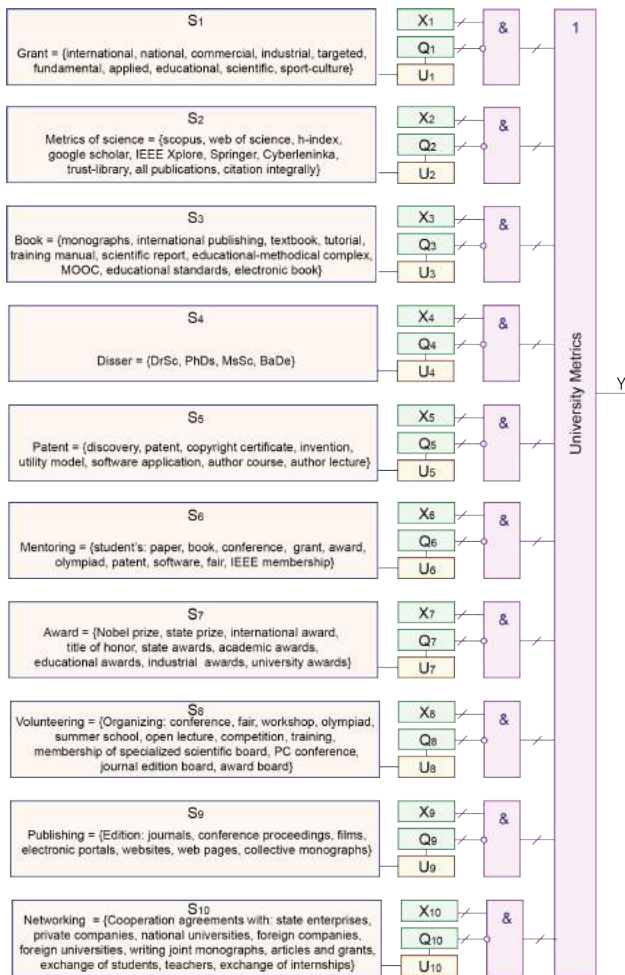 S1
Grant = {international, national, commercial, industrial, targeted,
fundamental, applied, educational, scientific, sport-culture}
X1
Q1
U1
&
1
S2
Metrics of science = {scopus, web of science, h-index,
google scholar, IEEE Xplore, Springer, Cyberleninka,
trust-library, all publications, citation integrally}
X2
Q2
U2
&
S3
Book = {monographs, international publishing, textbook, tutorial,
training manual, scientific report, educational-methodical complex,
MOOC, educational standards, electronic book}
X3
Q3
U3
&
S4
Disser = {DrSc, PhDs, MsSc, BaDe}
X4
Q4
U4
&
University Metrics
Y
S5
Patent = {discovery, patent, copyright certificate, invention,
utility model, software application, author course, author lecture}
X5
Q5
U5
&
S6
Mentoring = {student's: paper, book, conference, grant, award,
olympiad, patent, software, fair, IEEE membership}
X6
Q6
U6
&
S7
Award = {Nobel prize, state prize, international award,
title of honor, state awards, academic awards,
educational awards, industrial awards, university awards}
X7
Q7
U7
&
S8
Volunteering = {Organizing: conference, fair, workshop, olympiad,
summer school, open lecture, competition, training,
membership of specialized scientific board, PC conference,
journal edition board, award board}
X8
Q8
U8
&
S9
Publishing = {Edition: journals, conference proceedings, films,
electronic portals, websites, web pages, collective monographs}
X9
Q9
U9
&
S10
Networking = {Cooperation agreements with: state enterprises,
private companies, national universities, foreign companies,
foreign universities, writing joint monographs, articles and grants,
exchange of students, teachers, exchange of internships}
X10
Q10
U10
&